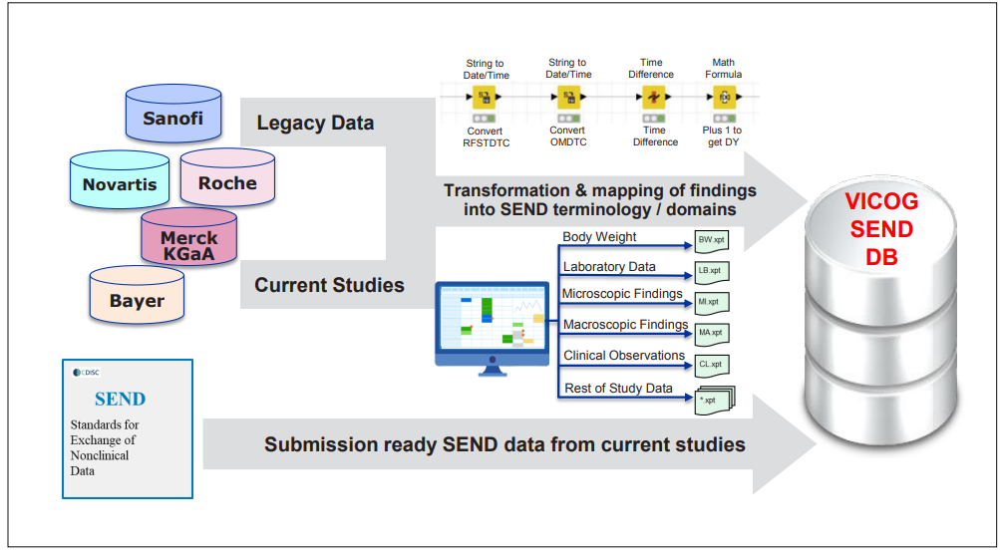 String to
Date/Time
String to
Date/Time
Time
Difference
Math
Formula
Convert
RFSTDTC
Convert
OMDTC
Time
Difference
Plus 1 to
get DY
Sanofi
Novartis
Roche
Merck
KGaA
Bayer
Legacy Data
Current Studies
Transformation & mapping of findings
into SEND terminology / domains
Body Weight
BW.xpt
Laboratory Data
LB.xpt
Microscopic Findings
MI.xpt
Macroscopic Findings
MA.xpt
Clinical Observations
CL.xpt
Rest of Study Data
*.xpt
VICOG
SEND
DB
CDISC
SEND
Standards for
Exchange of
Nonclinical
Data
Submission ready SEND data from current studies